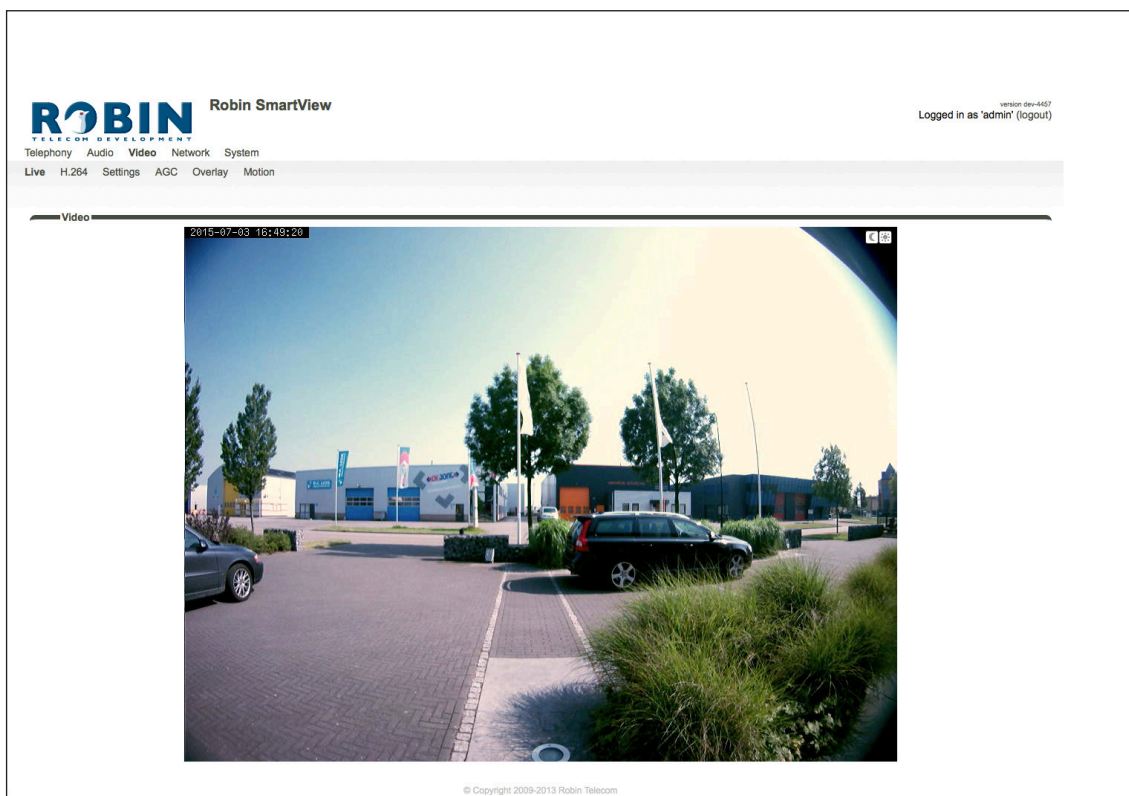 ROBIN
TELECOM DEVELOPMENT
Robin SmartView
version dev-4457
Logged in as 'admin' (logout)
Telephony Audio Video Network System
Live H.264 Settings AGC Overlay Motion
Video
2015-07-03 16:49:20
© Copyright 2009-2013 Robin Telecom